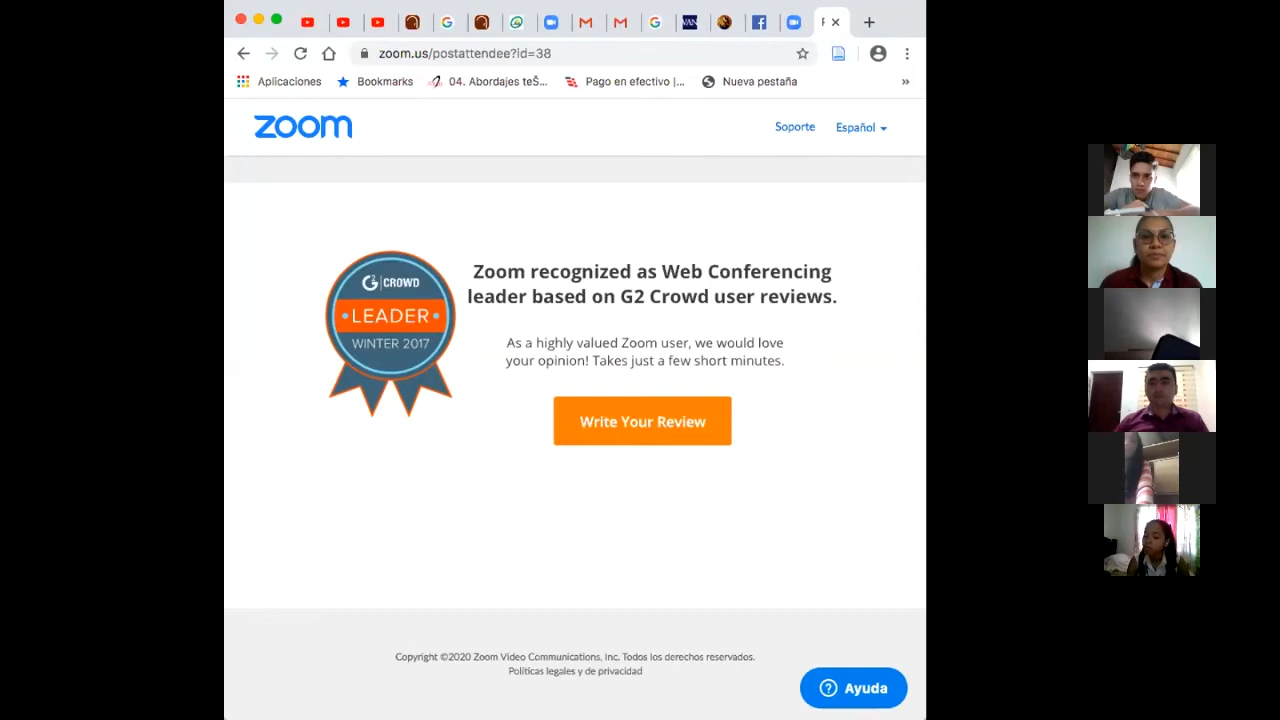 zoom.us/postattendee?id=38
Aplicaciones
Bookmarks
04. Abordajes teŠ...
Pago en efectivo |...
Nueva pestaña
»
zoom
Soporte
Español
G2 | CROWD
• LEADER •
WINTER 2017
Zoom recognized as Web Conferencing
leader based on G2 Crowd user reviews.
As a highly valued Zoom user, we would love
your opinion! Takes just a few short minutes.
Write Your Review
Copyright ©2020 Zoom Video Communications, Inc. Todos los derechos reservados.
Políticas legales y de privacidad
Ayuda